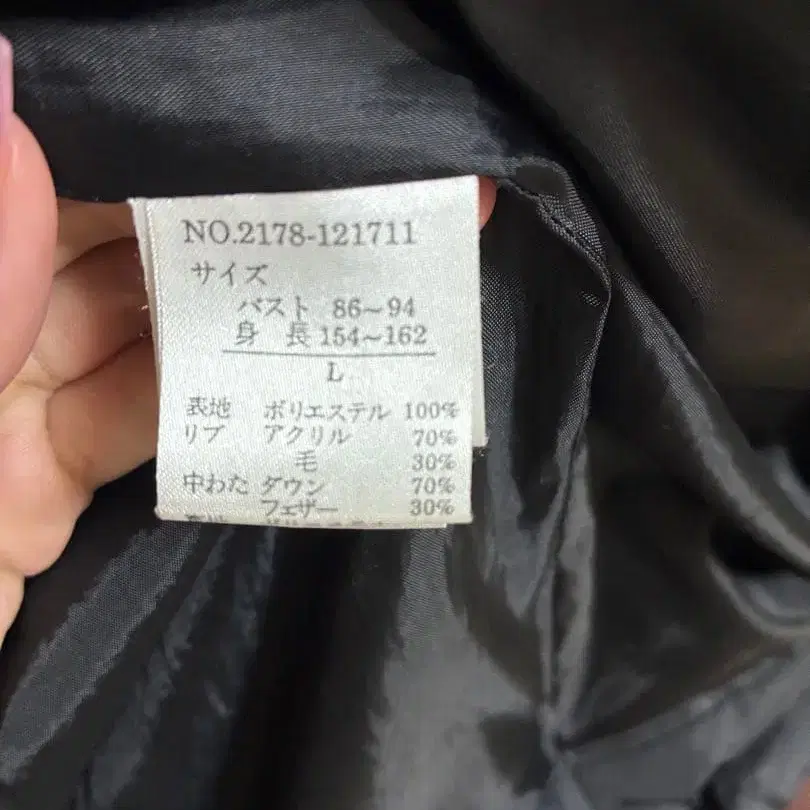 NO.2178-121711
サイズ
バスト 86~94
身 長 154~162
L
表地 ポリエステル 100%
リブ アクリル 70%
毛 30%
中わた ダウン 70%
フェザー 30%